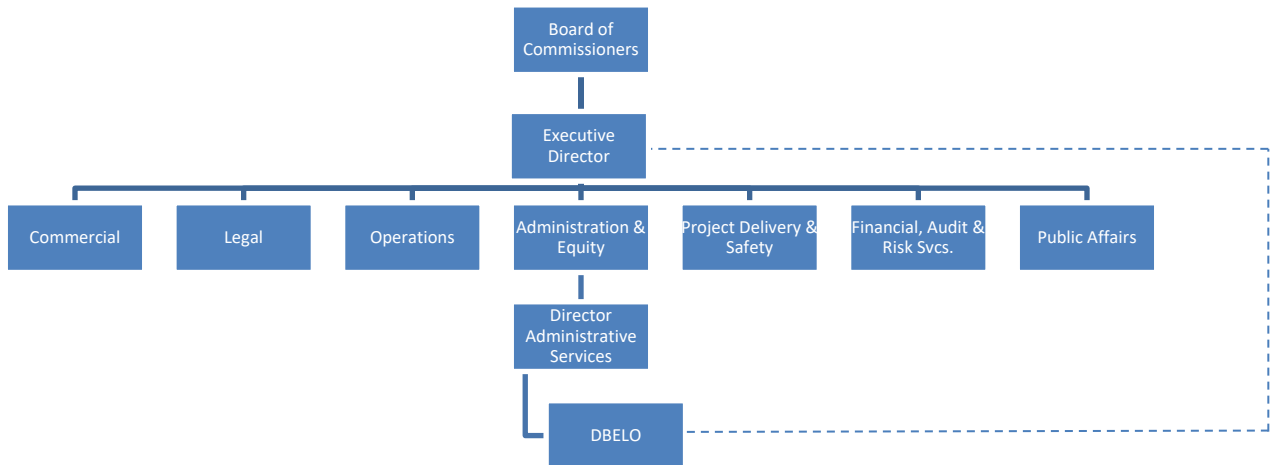 Board of
Commissioners
Executive
Director
Commercial
Legal
Operations
Administration &
Equity
Project Delivery &
Safety
Financial, Audit &
Risk Svcs.
Public Affairs
Director
Administrative
Services
DBELO